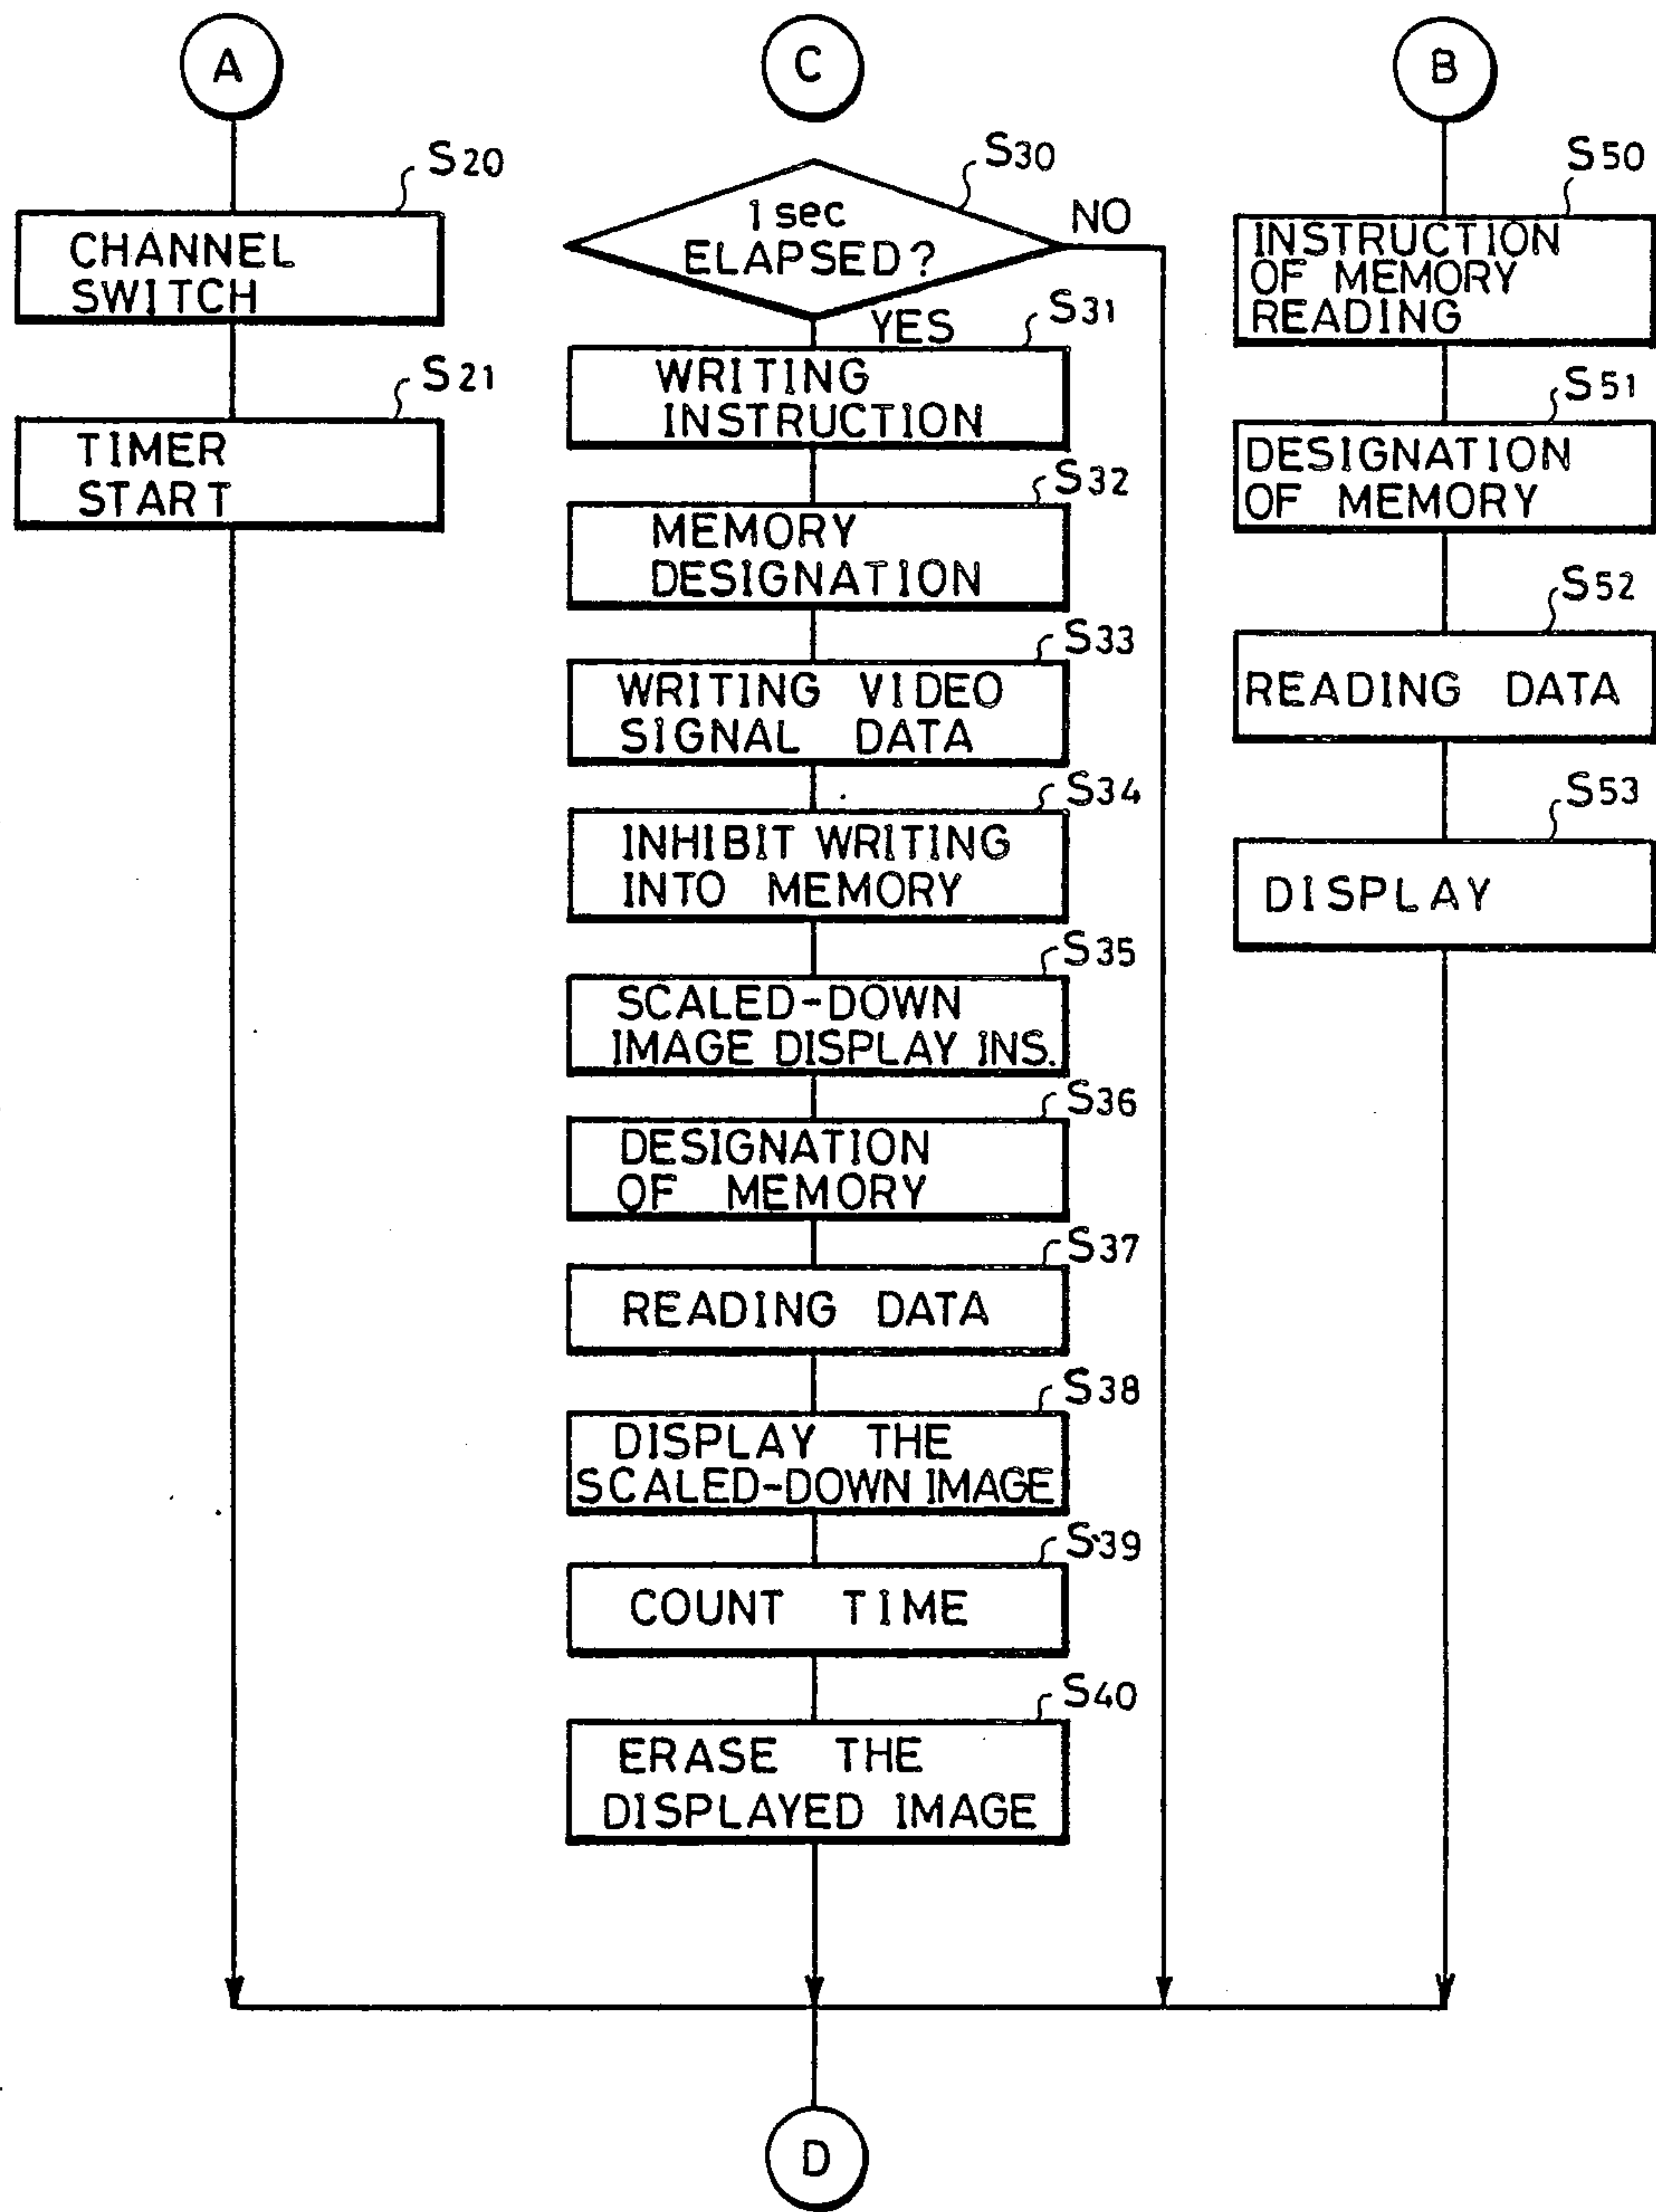 A
S20
CHANNEL
SWITCH
S21
TIMER
START
C
S30
1 sec
ELAPSED?
NO
YES
S31
WRITING
INSTRUCTION
S32
MEMORY
DESIGNATION
S33
WRITING VIDEO
SIGNAL DATA
S34
INHIBIT WRITING
INTO MEMORY
S35
SCALED-DOWN
IMAGE DISPLAY INS.
S36
DESIGNATION
OF MEMORY
S37
READING DATA
S38
DISPLAY THE
SCALED-DOWN IMAGE
S39
COUNT TIME
S40
ERASE THE
DISPLAYED IMAGE
B
S50
INSTRUCTION
OF MEMORY
READING
S51
DESIGNATION
OF MEMORY
S52
READING DATA
S53
DISPLAY
D